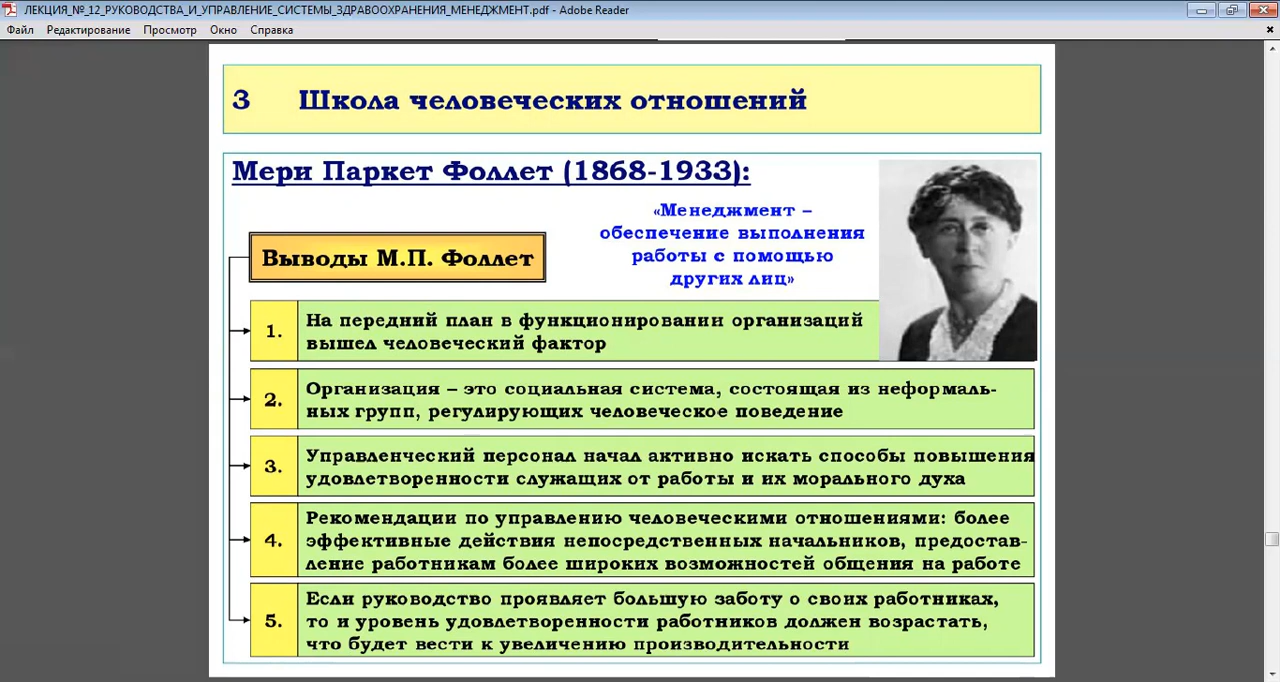 ЛЕКЦИЯ_№_12_РУКОВОДСТВА_И_УПРАВЛЕНИЕ_СИСТЕМЫ_ЗДРАВООХРАНЕНИЯ_МЕНЕДЖМЕНТ.pdf - Adobe Reader
Файл Редактирование Просмотр Окно Справка
3 Школа человеческих отношений
Мери Паркет Фоллет (1868-1933):
«Менеджмент –
обеспечение выполнения
работы с помощью
других лиц»
Выводы М.П. Фоллет
1. На передний план в функционировании организаций
вышел человеческий фактор
2. Организация – это социальная система, состоящая из неформаль-
ных групп, регулирующих человеческое поведение
3. Управленческий персонал начал активно искать способы повышения
удовлетворенности служащих от работы и их морального духа
4. Рекомендации по управлению человеческими отношениями: более
эффективные действия непосредственных начальников, предостав-
ление работникам более широких возможностей общения на работе
5. Если руководство проявляет большую заботу о своих работниках,
то и уровень удовлетворенности работников должен возрастать,
что будет вести к увеличению производительности